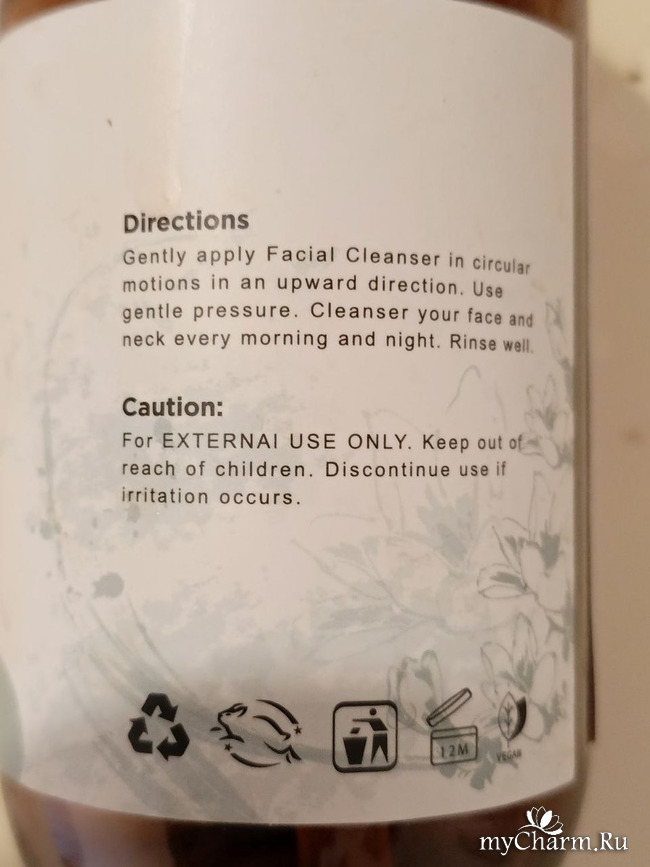 Directions
Gently apply Facial Cleanser in circular
motions in an upward direction. Use
gentle pressure. Cleanser your face and
neck every morning and night. Rinse well.
Caution:
For EXTERNAl USE ONLY. Keep out of
reach of children. Discontinue use if
irritation occurs.
12M
VEGAN
myCharm.Ru